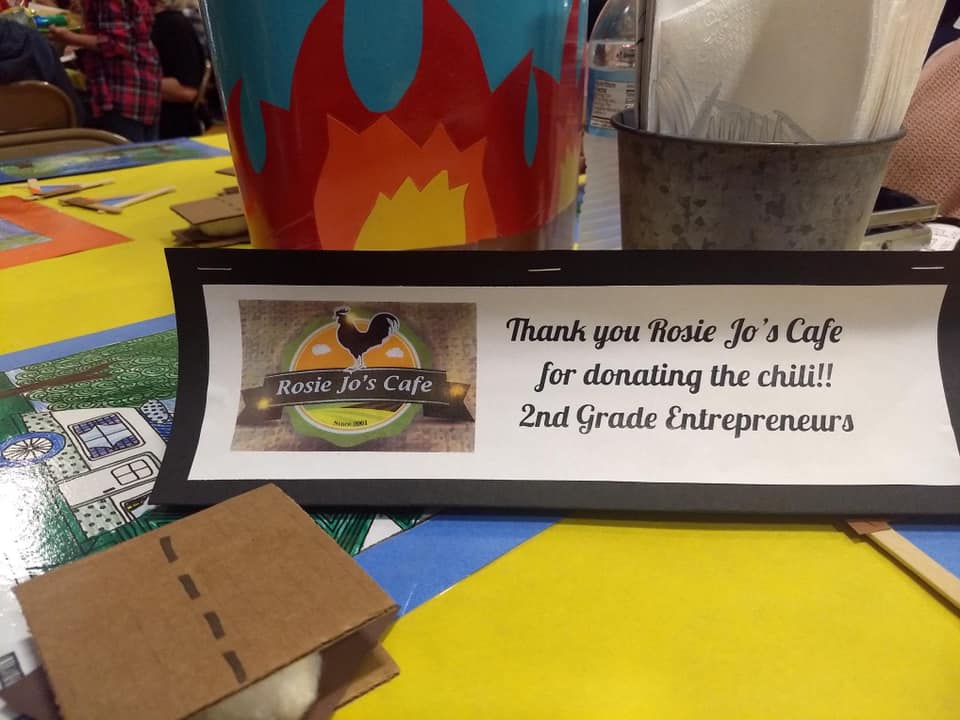 Rosie Jo's Cafe
Since 2001
Thank you Rosie Jo's Cafe
for donating the chili!!
2nd Grade Entrepreneurs